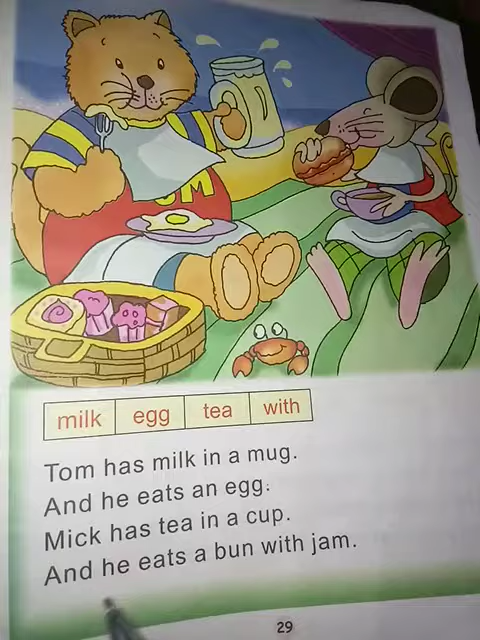 OM
milk egg tea with
Tom has milk in a mug.
And he eats an egg.
Mick has tea in a cup.
And he eats a bun with jam.
29